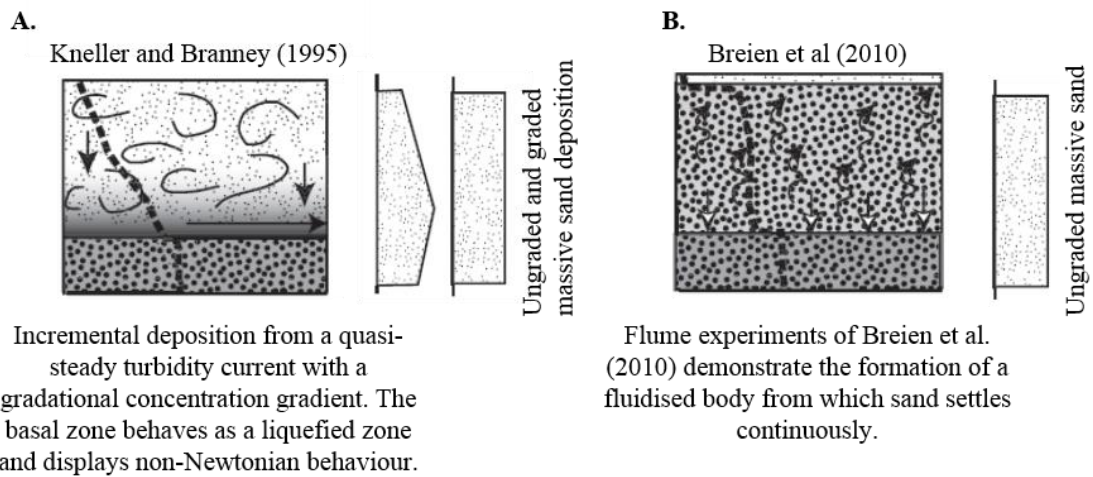 A.
Kneller and Branney (1995)
Ungraded and graded
massive sand deposition
Incremental deposition from a quasi-
steady turbidity current with a
gradational concentration gradient. The
basal zone behaves as a liquefied zone
and displays non-Newtonian behaviour.
B.
Breien et al (2010)
Ungraded massive sand
Flume experiments of Breien et al.
(2010) demonstrate the formation of a
fluidised body from which sand settles
continuously.